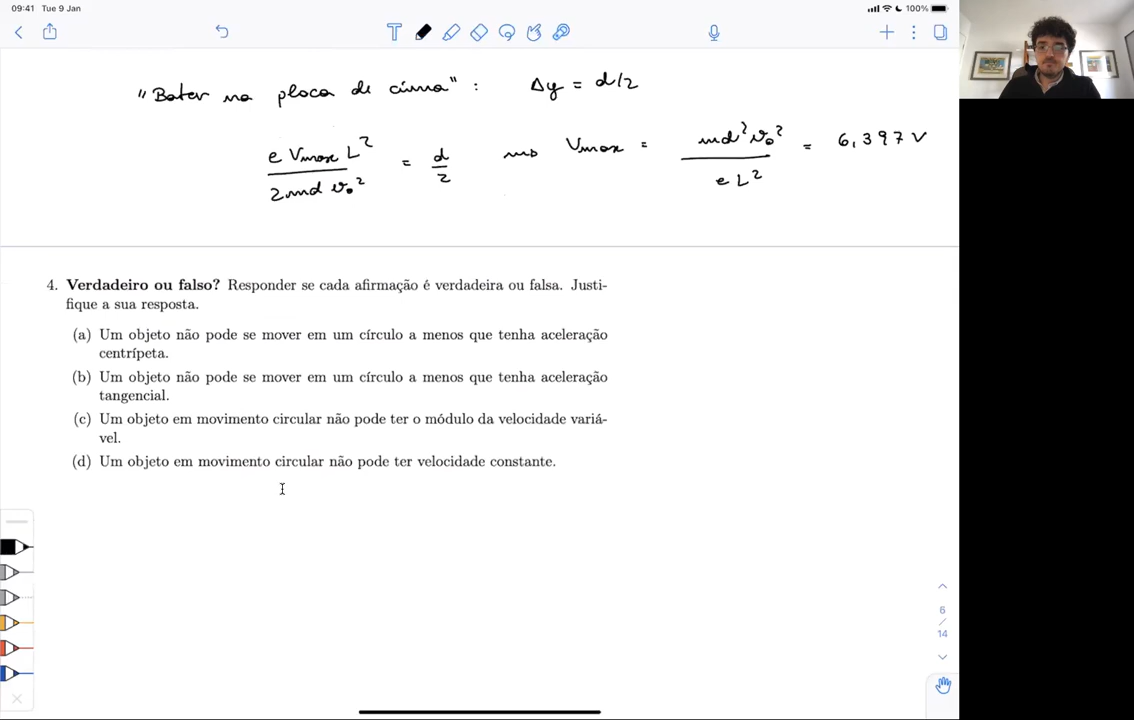 09:41 Tue 9 Jan 100%
"Bater na placa de cima" : Δy = d/2
e Vmax L² / 2md v₀² = d/2 ⇝ Vmax = md²v₀² / eL² = 6,397 V
4. Verdadeiro ou falso? Responder se cada afirmação é verdadeira ou falsa. Justi-
fique a sua resposta.
(a) Um objeto não pode se mover em um círculo a menos que tenha aceleração
centrípeta.
(b) Um objeto não pode se mover em um círculo a menos que tenha aceleração
tangencial.
(c) Um objeto em movimento circular não pode ter o módulo da velocidade variá-
vel.
(d) Um objeto em movimento circular não pode ter velocidade constante.
6
/
14